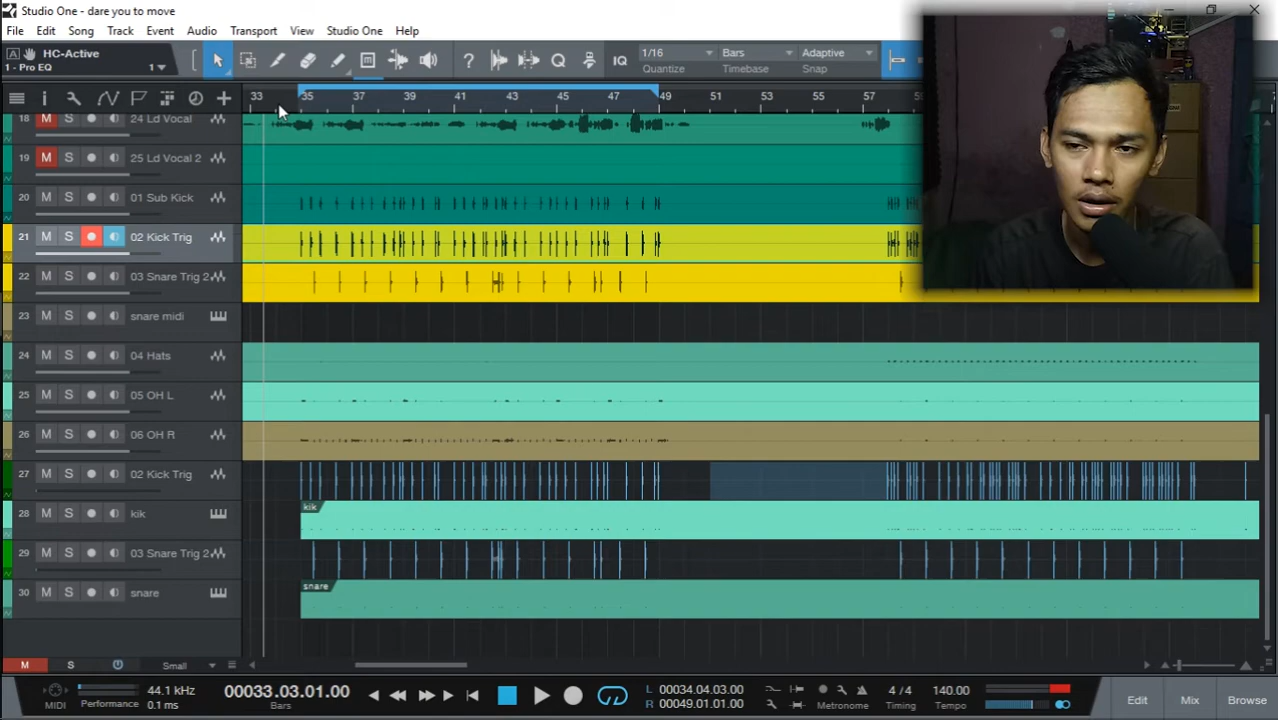 Studio One - dare you to move
File Edit Song Track Event Audio Transport View Studio One Help
HC-Active
1 - Pro EQ 1
1/16 Bars Adaptive
Quantize Timebase Snap
IQ
33 35 37 39 41 43 45 47 49 51 53 55 57
18 M S 24 Ld Vocal
19 M S 25 Ld Vocal 2
20 M S 01 Sub Kick
21 M S 02 Kick Trig
22 M S 03 Snare Trig 2
23 M S snare midi
24 M S 04 Hats
25 M S 05 OH L
26 M S 06 OH R
27 M S 02 Kick Trig
28 M S kik
kik
29 M S 03 Snare Trig 2
30 M S snare
snare
M S Small
44.1 kHz 00033.03.01.00 L 00034.04.03.00 4 / 4 140.00
MIDI Performance 0.1 ms Bars R 00049.01.01.00 Metronome Timing Tempo
Edit Mix Browse